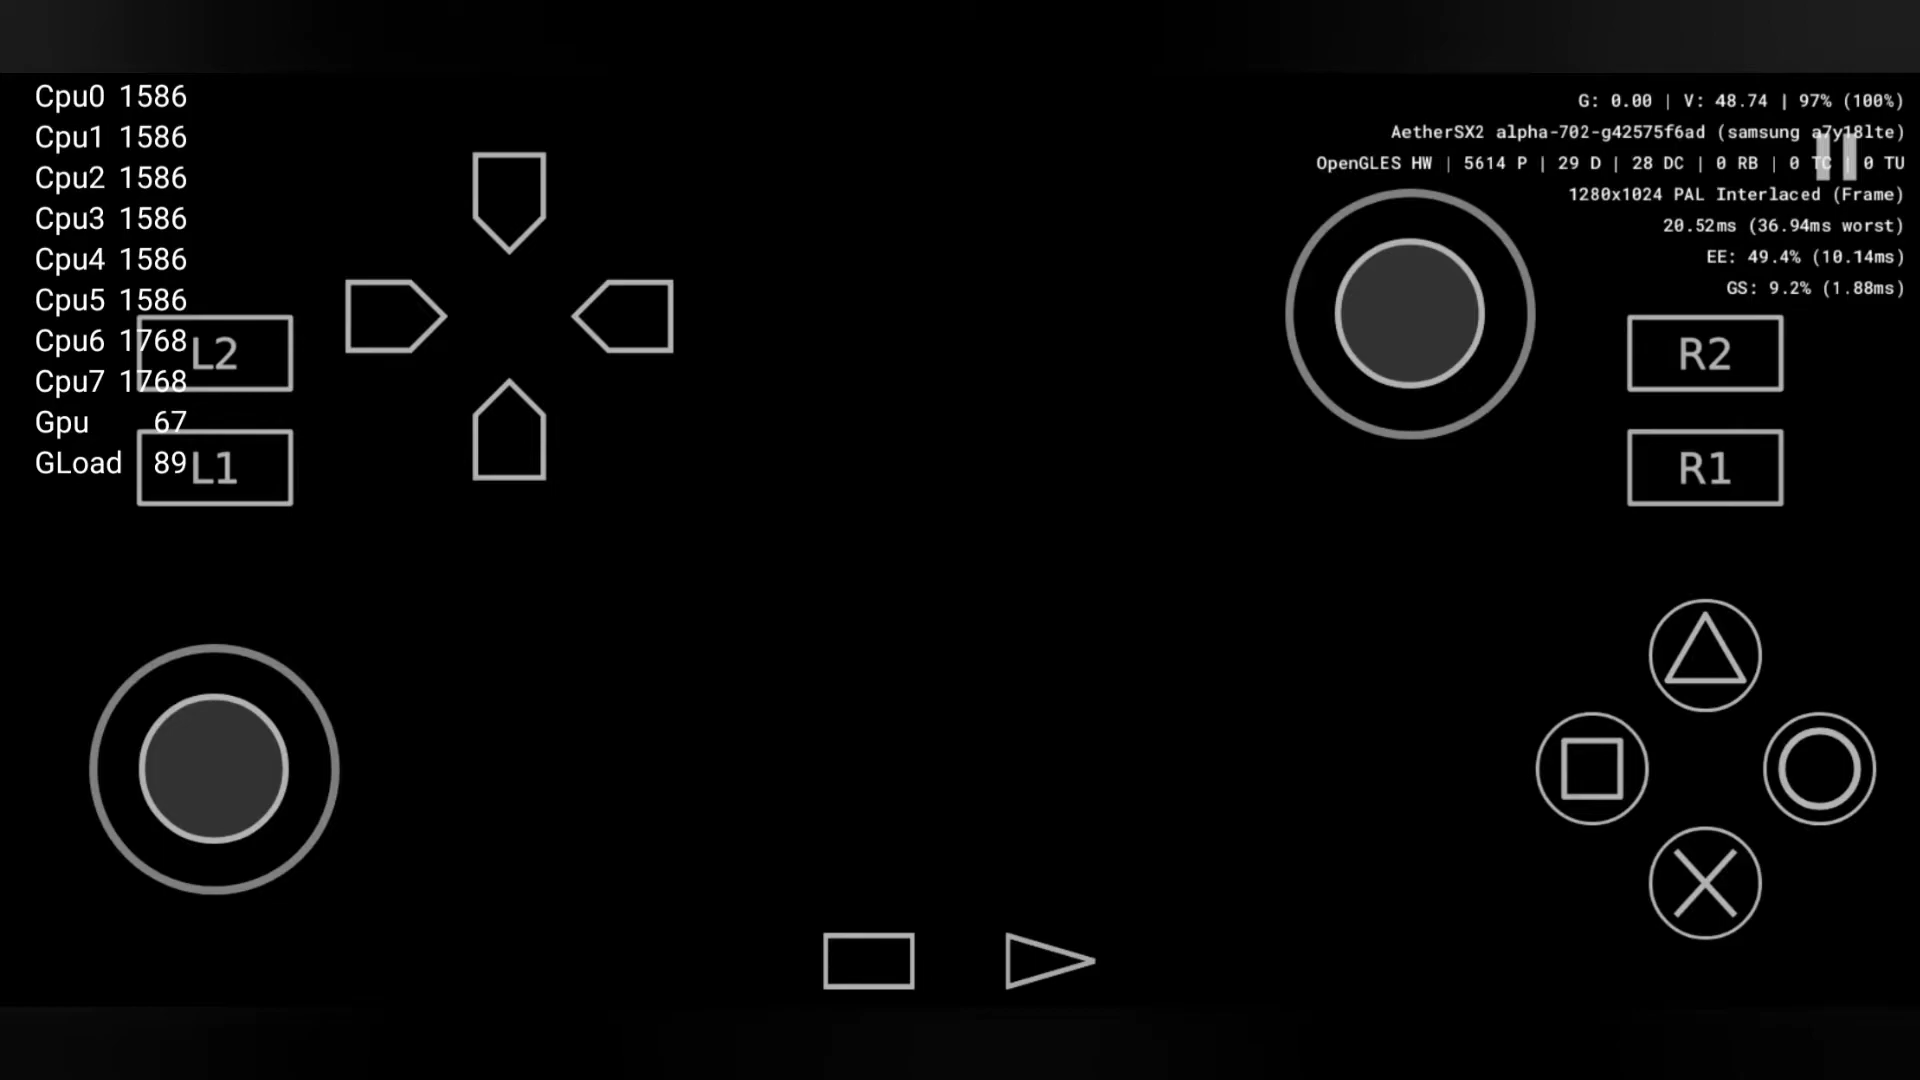 Cpu0 1586
Cpu1 1586
Cpu2 1586
Cpu3 1586
Cpu4 1586
Cpu5 1586
Cpu6 1768
Cpu7 1768
Gpu 67
GLoad 89
L2
L1
G: 0.00 | V: 48.74 | 97% (100%)
AetherSX2 alpha-702-g42575f6ad (samsung a7y18lte)
OpenGLES HW | 5614 P | 29 D | 28 DC | 0 RB | 0 TC | 0 TU
1280x1024 PAL Interlaced (Frame)
20.52ms (36.94ms worst)
EE: 49.4% (10.14ms)
GS: 9.2% (1.88ms)
R2
R1